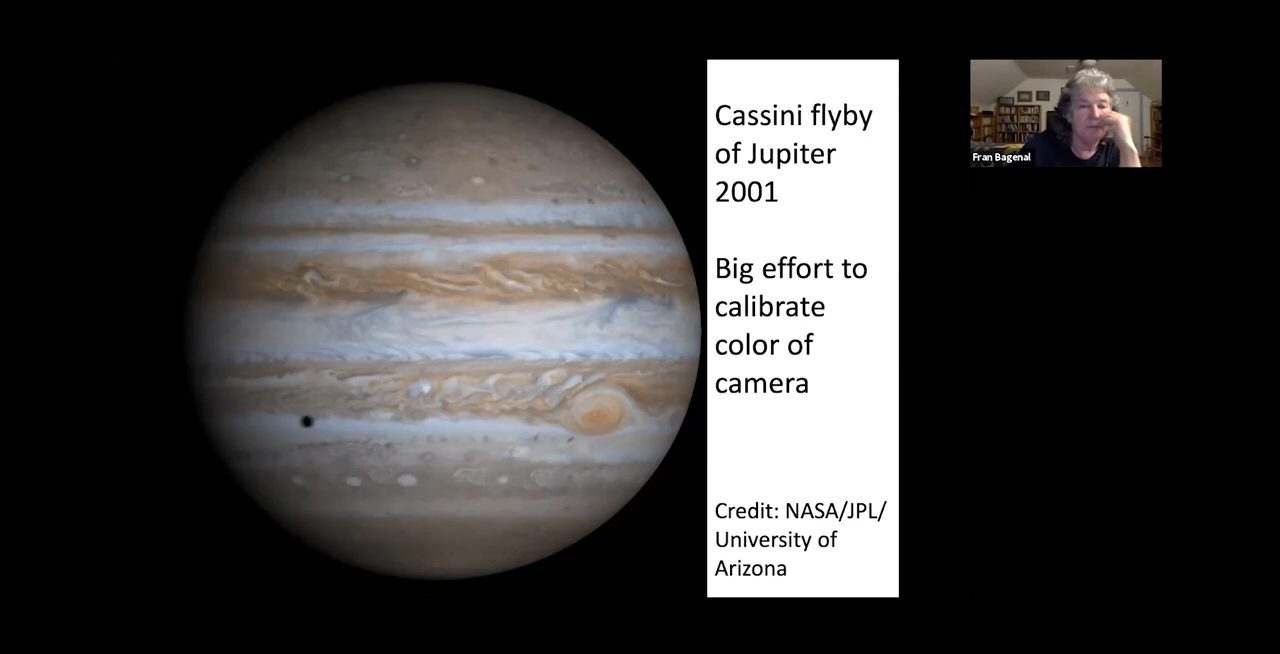 Cassini flyby
of Jupiter
2001
Big effort to
calibrate
color of
camera
Credit: NASA/JPL/
University of
Arizona
Fran Bagenal